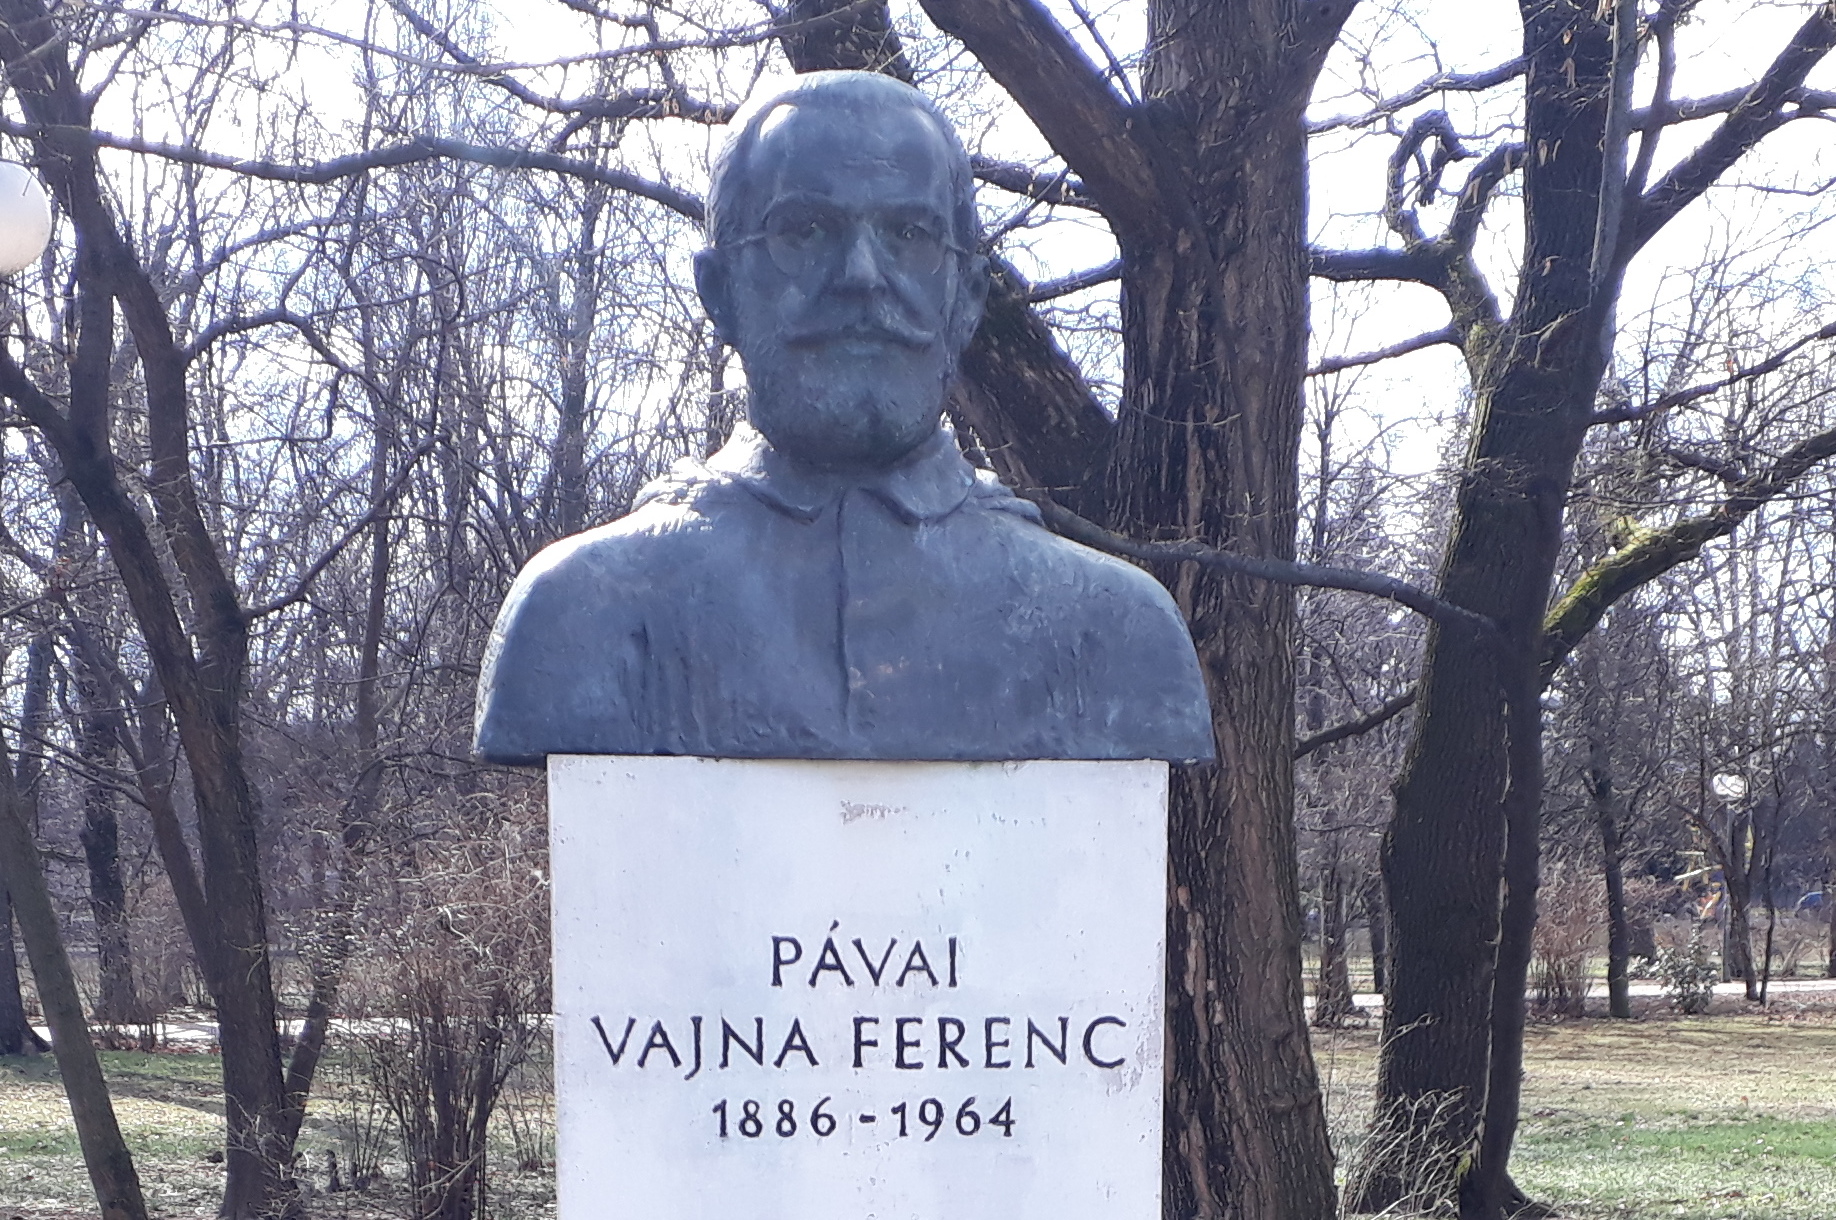 PÁVAI
VAJNA FERENC
1886-1964